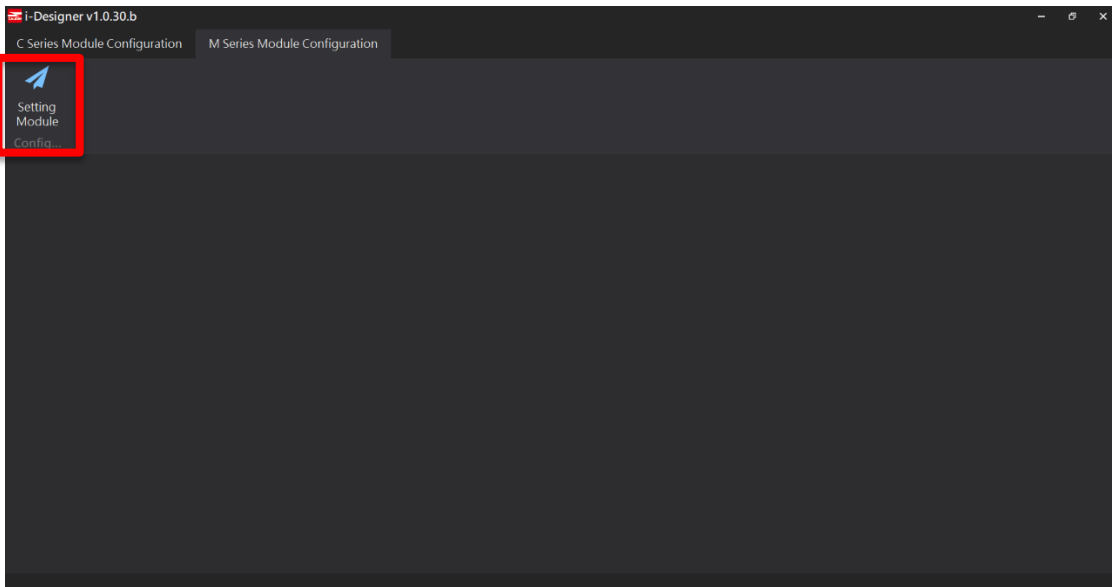 i-Designer v1.0.30.b
C Series Module Configuration
M Series Module Configuration
Setting
Module
Config...